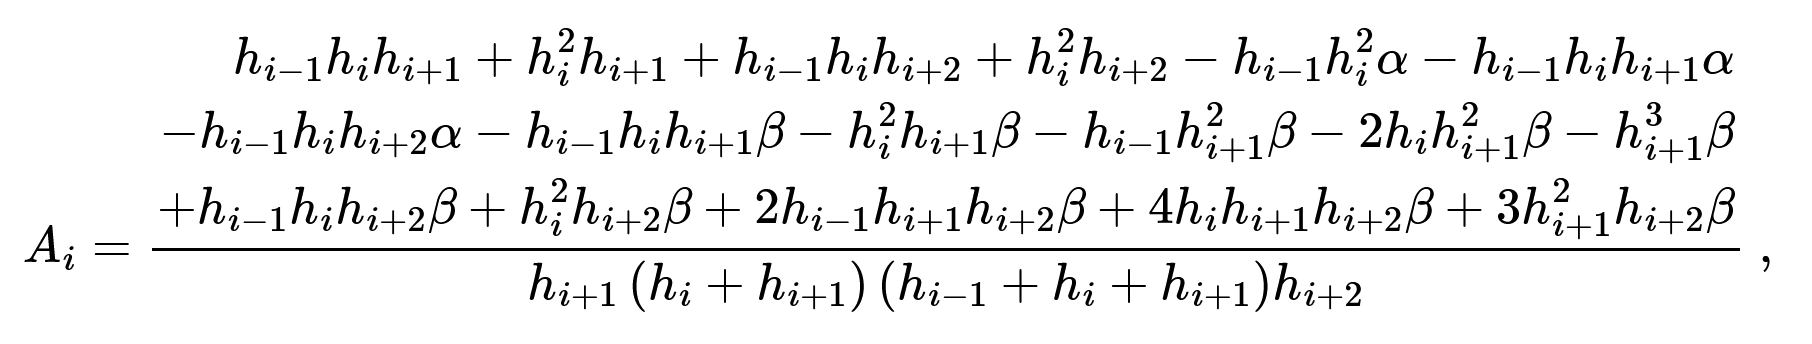 h_{i-1}h_ih_{i+1} + h_i^2h_{i+1} + h_{i-1}h_ih_{i+2} + h_i^2h_{i+2} - h_{i-1}h_i^2α - h_{i-1}h_ih_{i+1}α
-h_{i-1}h_ih_{i+2}α - h_{i-1}h_ih_{i+1}β - h_i^2h_{i+1}β - h_{i-1}h_{i+1}^2β - 2h_ih_{i+1}^2β - h_{i+1}^3β
+h_{i-1}h_ih_{i+2}β + h_i^2h_{i+2}β + 2h_{i-1}h_{i+1}h_{i+2}β + 4h_ih_{i+1}h_{i+2}β + 3h_{i+1}^2h_{i+2}β
A_i = ,
h_{i+1} (h_i + h_{i+1}) (h_{i-1} + h_i + h_{i+1})h_{i+2}